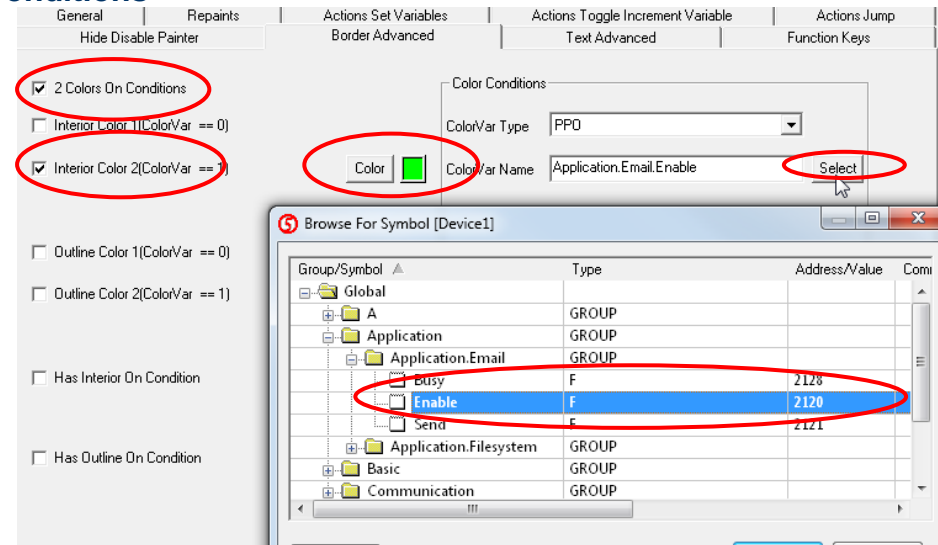 onditions
General Repaints Actions Set Variables Actions Toggle Increment Variable Actions Jump
Hide Disable Painter Border Advanced Text Advanced Function Keys
2 Colors On Conditions
Color Conditions
Interior Color 1(ColorVar == 0)
ColorVar Type PPO
Interior Color 2(ColorVar == 1)
Color ColorVar Name Application.Email.Enable Select
Browse For Symbol [Device1]
Outline Color 1(ColorVar == 0)
Group/Symbol Type Address/Value Com
Global
Outline Color 2(ColorVar == 1)
A GROUP
Application GROUP
Application.Email GROUP
Has Interior On Condition
Busy F 2128
Enable F 2120
Send F 2121
Application.Filesystem GROUP
Has Outline On Condition
Basic GROUP
Communication GROUP